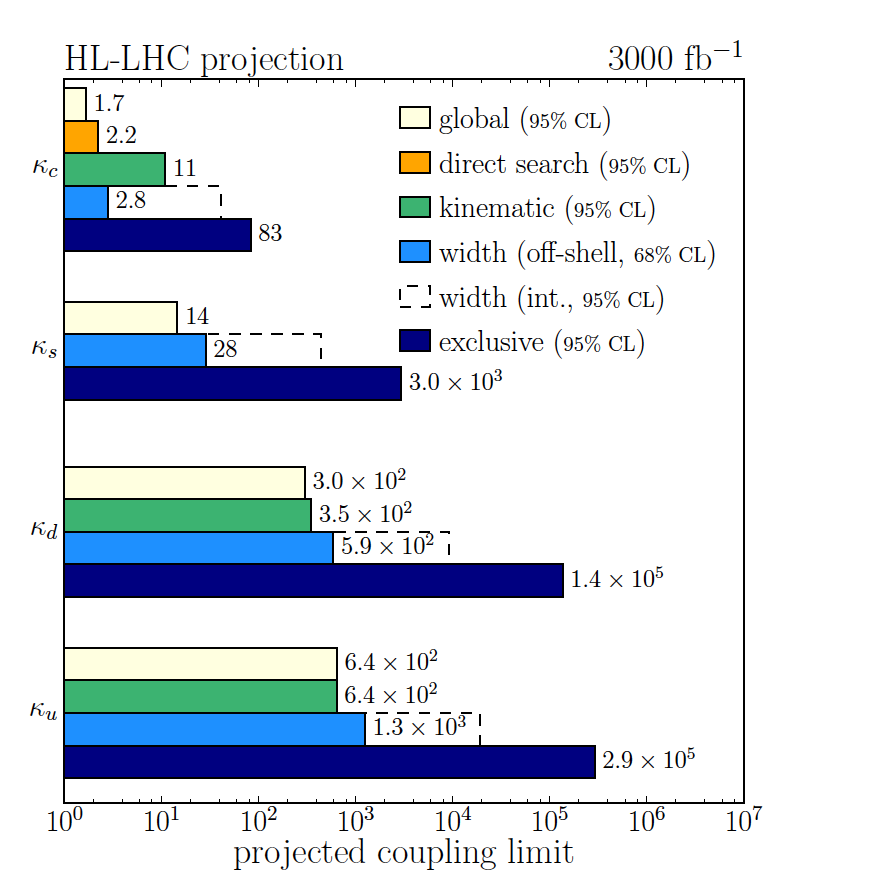 HL-LHC projection 3000 fb⁻¹
1.7
2.2
κ_c 11
2.8
83
global (95% CL)
direct search (95% CL)
kinematic (95% CL)
width (off-shell, 68% CL)
width (int., 95% CL)
exclusive (95% CL)
14
κ_s 28
3.0 × 10³
3.0 × 10²
3.5 × 10²
κ_d 5.9 × 10²
1.4 × 10⁵
6.4 × 10²
6.4 × 10²
κ_u 1.3 × 10³
2.9 × 10⁵
10⁰ 10¹ 10² 10³ 10⁴ 10⁵ 10⁶ 10⁷
projected coupling limit